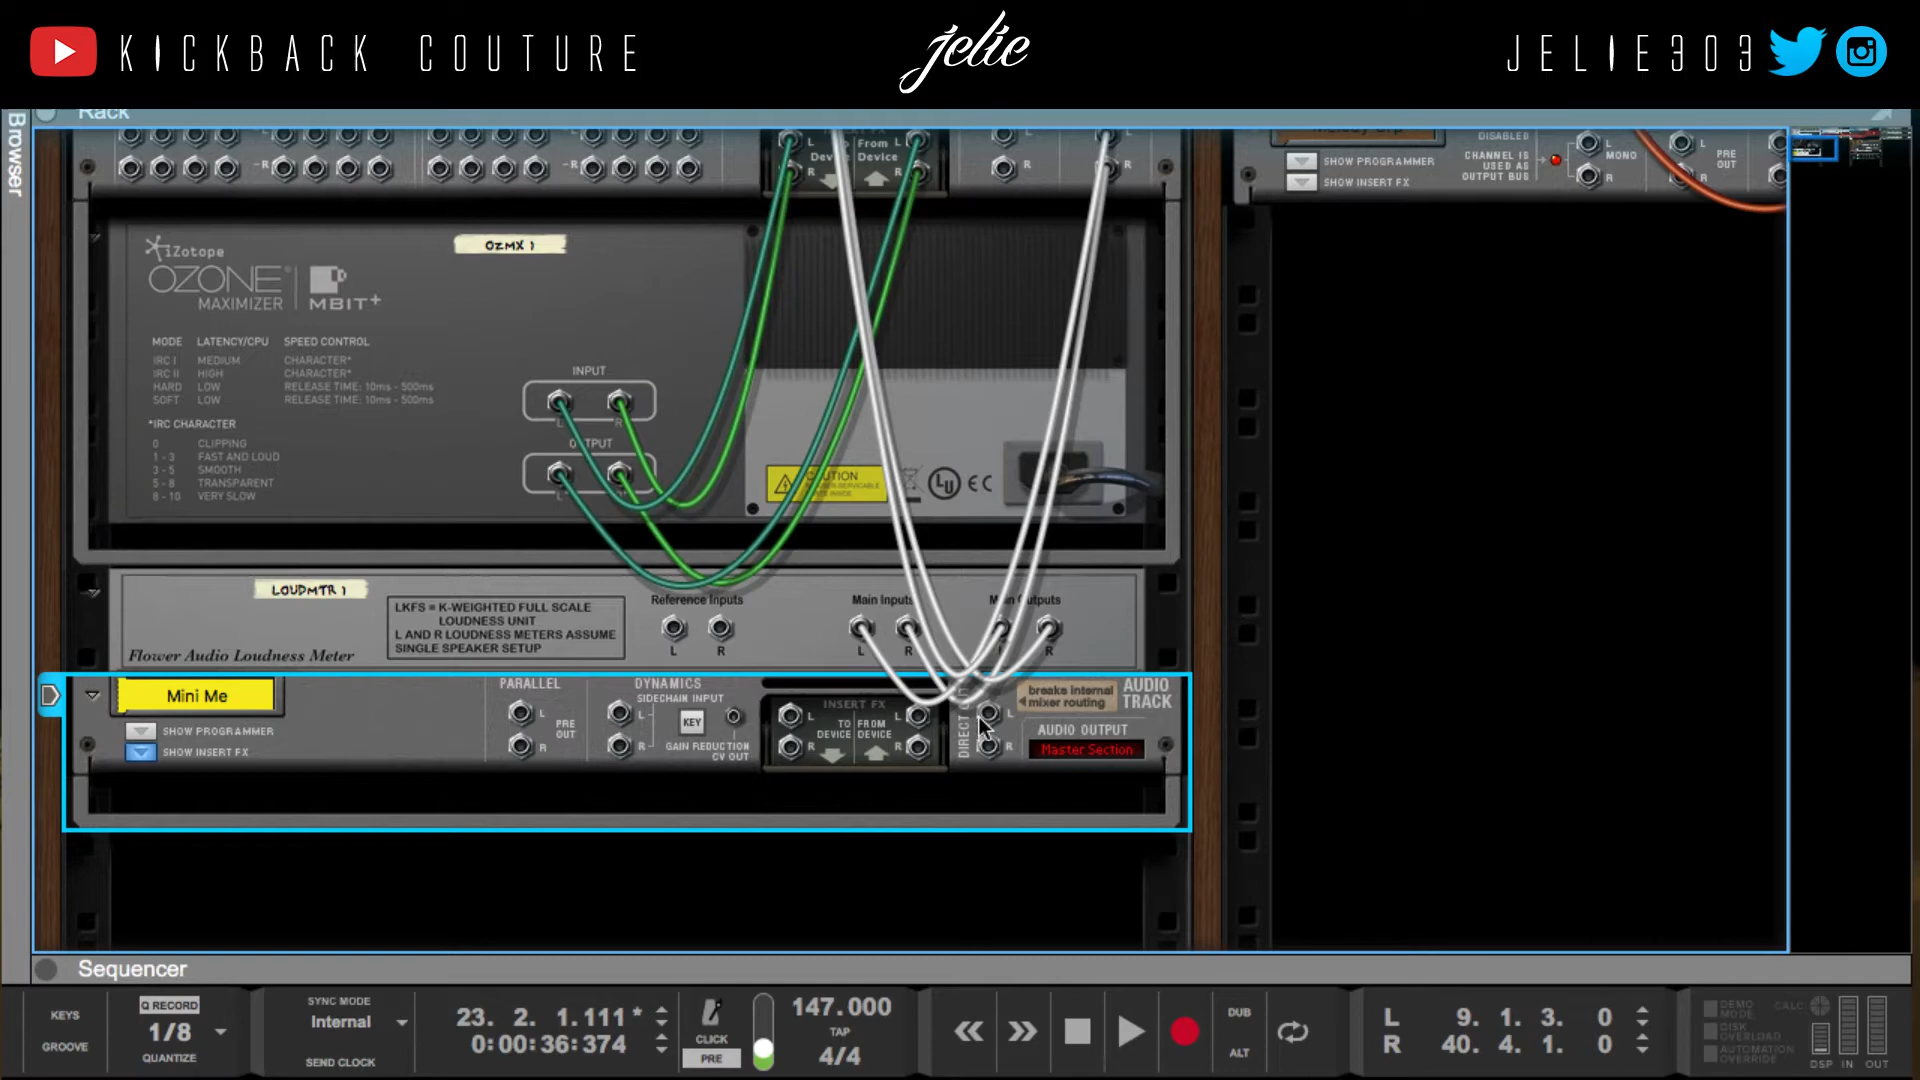 KICKBACK COUTURE
jelie
JELIE303
Browser
Rack
R
R
L
To
Device
From
Device
R
L
R
DISABLED
CHANNEL IS
USED AS
OUTPUT BUS
L
MONO
R
L
PRE
OUT
R
SHOW PROGRAMMER
SHOW INSERT FX
iZotope
OZONE
MAXIMIZER
MBIT+
OZMX 1
MODE LATENCY/CPU SPEED CONTROL
IRC I MEDIUM CHARACTER*
IRC II HIGH CHARACTER*
HARD LOW RELEASE TIME: 10ms - 500ms
SOFT LOW RELEASE TIME: 10ms - 500ms
*IRC CHARACTER
0 CLIPPING
1 - 3 FAST AND LOUD
3 - 5 SMOOTH
5 - 8 TRANSPARENT
8 - 10 VERY SLOW
INPUT
L R
OUTPUT
L
CAUTION
UL CE
LOUDMTR 1
LKFS = K-WEIGHTED FULL SCALE
LOUDNESS UNIT
L AND R LOUDNESS METERS ASSUME
SINGLE SPEAKER SETUP
Flower Audio Loudness Meter
Reference Inputs
L R
Main Inputs
L R
Main Outputs
R
Mini Me
SHOW PROGRAMMER
SHOW INSERT FX
PARALLEL
L
PRE
OUT
R
DYNAMICS
SIDECHAIN INPUT
L
KEY
R
GAIN REDUCTION
CV OUT
INSERT FX
L
TO
DEVICE
FROM
DEVICE
L
R
R
DIRECT
L
R
breaks internal
mixer routing
AUDIO
TRACK
AUDIO OUTPUT
Master Section
Sequencer
KEYS
GROOVE
Q RECORD
1/8
QUANTIZE
SYNC MODE
Internal
SEND CLOCK
23. 2. 1.111 *
0:00:36:374
CLICK
PRE
147.000
TAP
4/4
DUB
ALT
L 9. 1. 3. 0
R 40. 4. 1. 0
DEMO
MODE
DISK
OVERLOAD
AUTOMATION
OVERRIDE
CALC
DSP IN OUT